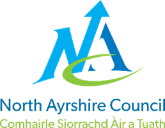 North Ayrshire Council
Comhairle Siorrachd Àir a Tuath